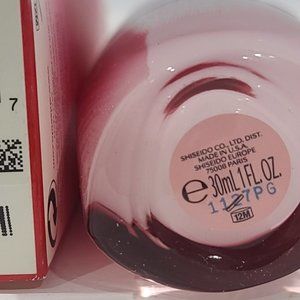 7
SHISEIDO CO., LTD. DIST.
MADE IN U.S.A.
SHISEIDO EUROPE
75008 PARIS
e 30mL 1 FL. OZ.
1127PG
12M